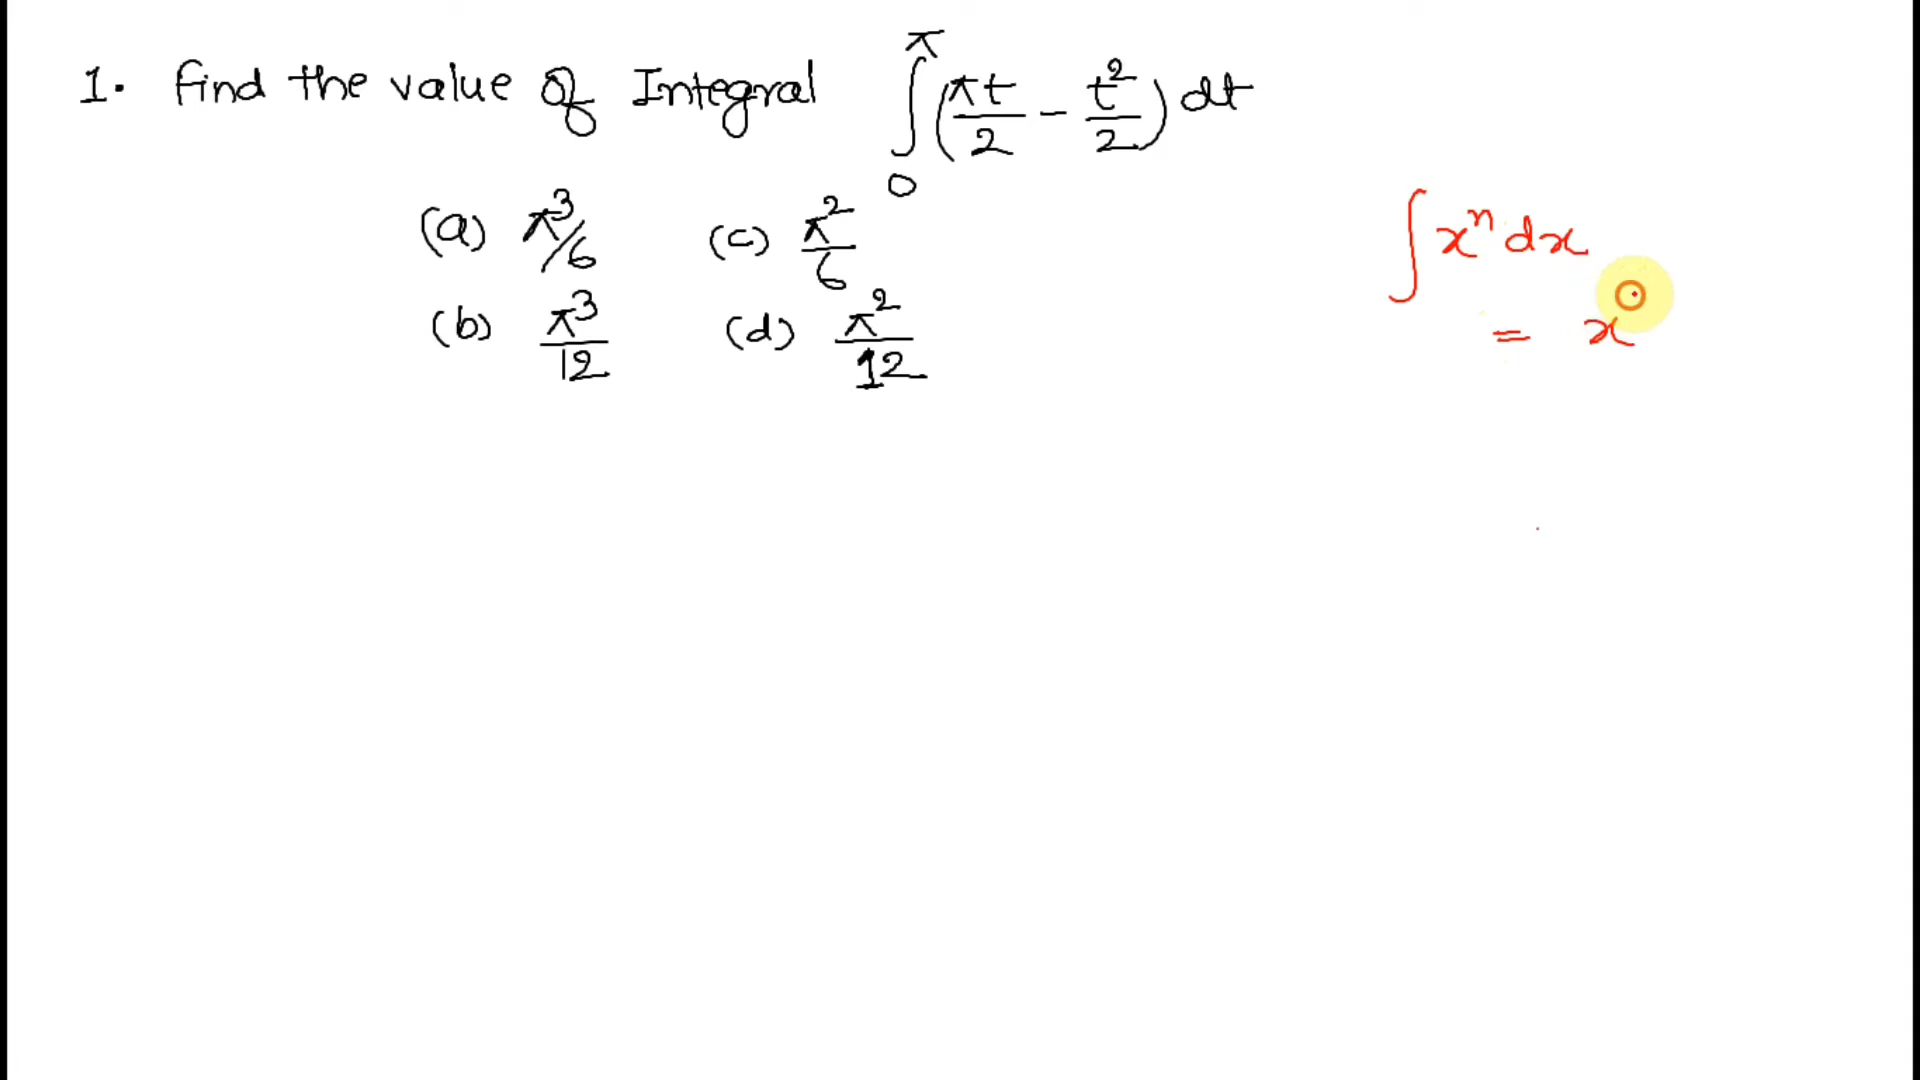 1. Find the value of Integral ∫₀^π (πt/2 - t²/2) dt
(a) π³/6 (c) π²/6
(b) π³/12 (d) π²/12
∫xⁿ dx
= x